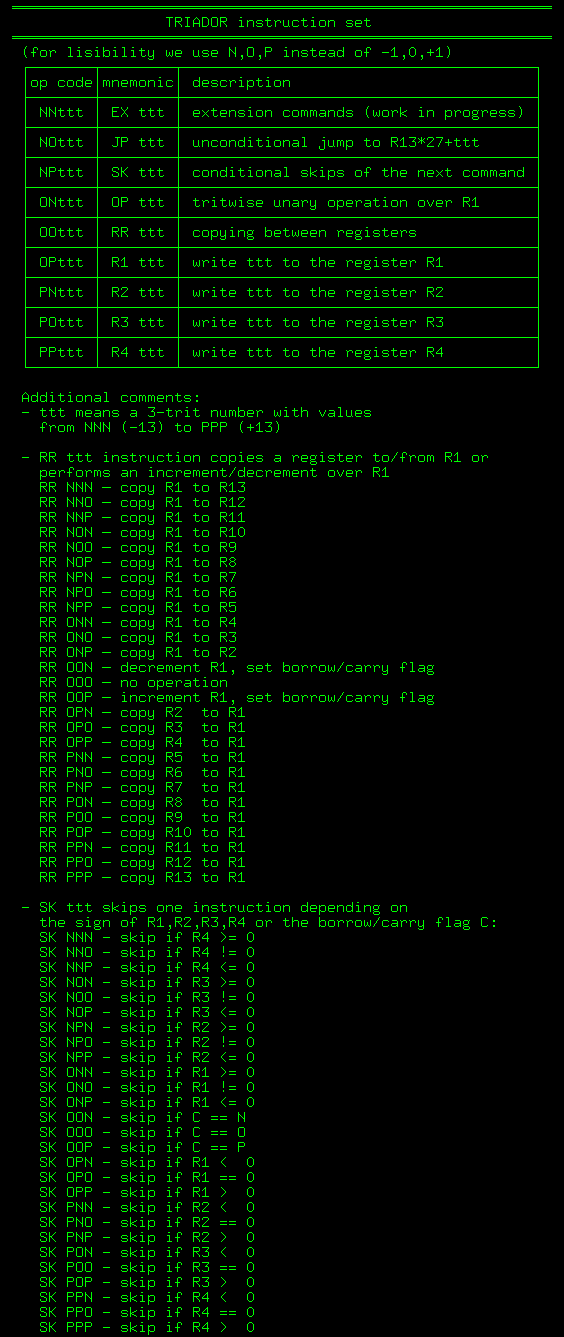 TRIADOR instruction set
(for lisibility we use N,O,P instead of -1,0,+1)
op code mnemonic description
NNttt EX ttt extension commands (work in progress)
NOttt JP ttt unconditional jump to R13*27+ttt
NPttt SK ttt conditional skips of the next command
ONttt OP ttt tritwise unary operation over R1
OOttt RR ttt copying between registers
OPttt R1 ttt write ttt to the register R1
PNttt R2 ttt write ttt to the register R2
POttt R3 ttt write ttt to the register R3
PPttt R4 ttt write ttt to the register R4
Additional comments:
- ttt means a 3-trit number with values
from NNN (-13) to PPP (+13)
- RR ttt instruction copies a register to/from R1 or
performs an increment/decrement over R1
RR NNN - copy R1 to R13
RR NNO - copy R1 to R12
RR NNP - copy R1 to R11
RR NON - copy R1 to R10
RR NOO - copy R1 to R9
RR NOP - copy R1 to R8
RR NPN - copy R1 to R7
RR NPO - copy R1 to R6
RR NPP - copy R1 to R5
RR ONN - copy R1 to R4
RR ONO - copy R1 to R3
RR ONP - copy R1 to R2
RR OON - decrement R1, set borrow/carry flag
RR OOO - no operation
RR OOP - increment R1, set borrow/carry flag
RR OPN - copy R2  to R1
RR OPO - copy R3  to R1
RR OPP - copy R4  to R1
RR PNN - copy R5  to R1
RR PNO - copy R6  to R1
RR PNP - copy R7  to R1
RR PON - copy R8  to R1
RR POO - copy R9  to R1
RR POP - copy R10 to R1
RR PPN - copy R11 to R1
RR PPO - copy R12 to R1
RR PPP - copy R13 to R1
- SK ttt skips one instruction depending on
the sign of R1,R2,R3,R4 or the borrow/carry flag C:
SK NNN - skip if R4 >= 0
SK NNO - skip if R4 != 0
SK NNP - skip if R4 <= 0
SK NON - skip if R3 >= 0
SK NOO - skip if R3 != 0
SK NOP - skip if R3 <= 0
SK NPN - skip if R2 >= 0
SK NPO - skip if R2 != 0
SK NPP - skip if R2 <= 0
SK ONN - skip if R1 >= 0
SK ONO - skip if R1 != 0
SK ONP - skip if R1 <= 0
SK OON - skip if C == N
SK OOO - skip if C == O
SK OOP - skip if C == P
SK OPN - skip if R1 <  0
SK OPO - skip if R1 == 0
SK OPP - skip if R1 >  0
SK PNN - skip if R2 <  0
SK PNO - skip if R2 == 0
SK PNP - skip if R2 >  0
SK PON - skip if R3 <  0
SK POO - skip if R3 == 0
SK POP - skip if R3 >  0
SK PPN - skip if R4 <  0
SK PPO - skip if R4 == 0
SK PPP - skip if R4 >  0